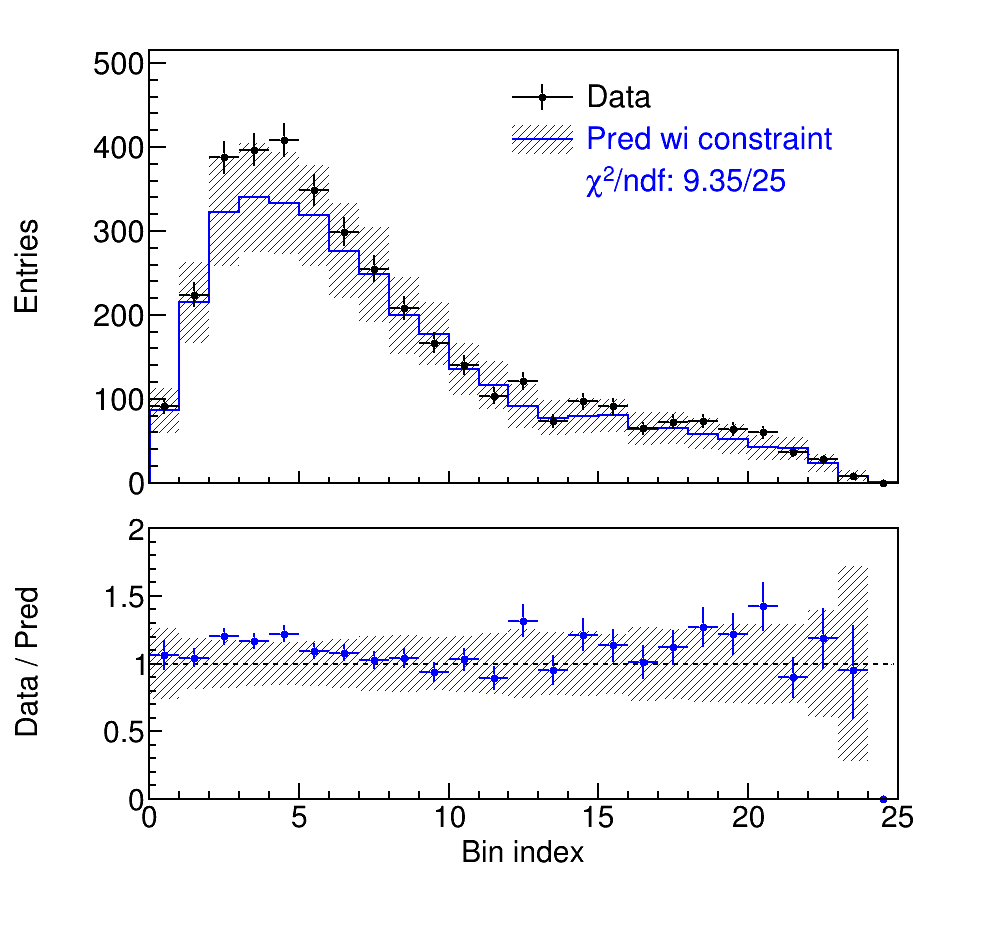 Entries
500
400
300
200
100
0
Data
Pred wi constraint
χ²/ndf: 9.35/25
Data / Pred
2
1.5
1
0.5
0
0 5 10 15 20 25
Bin index